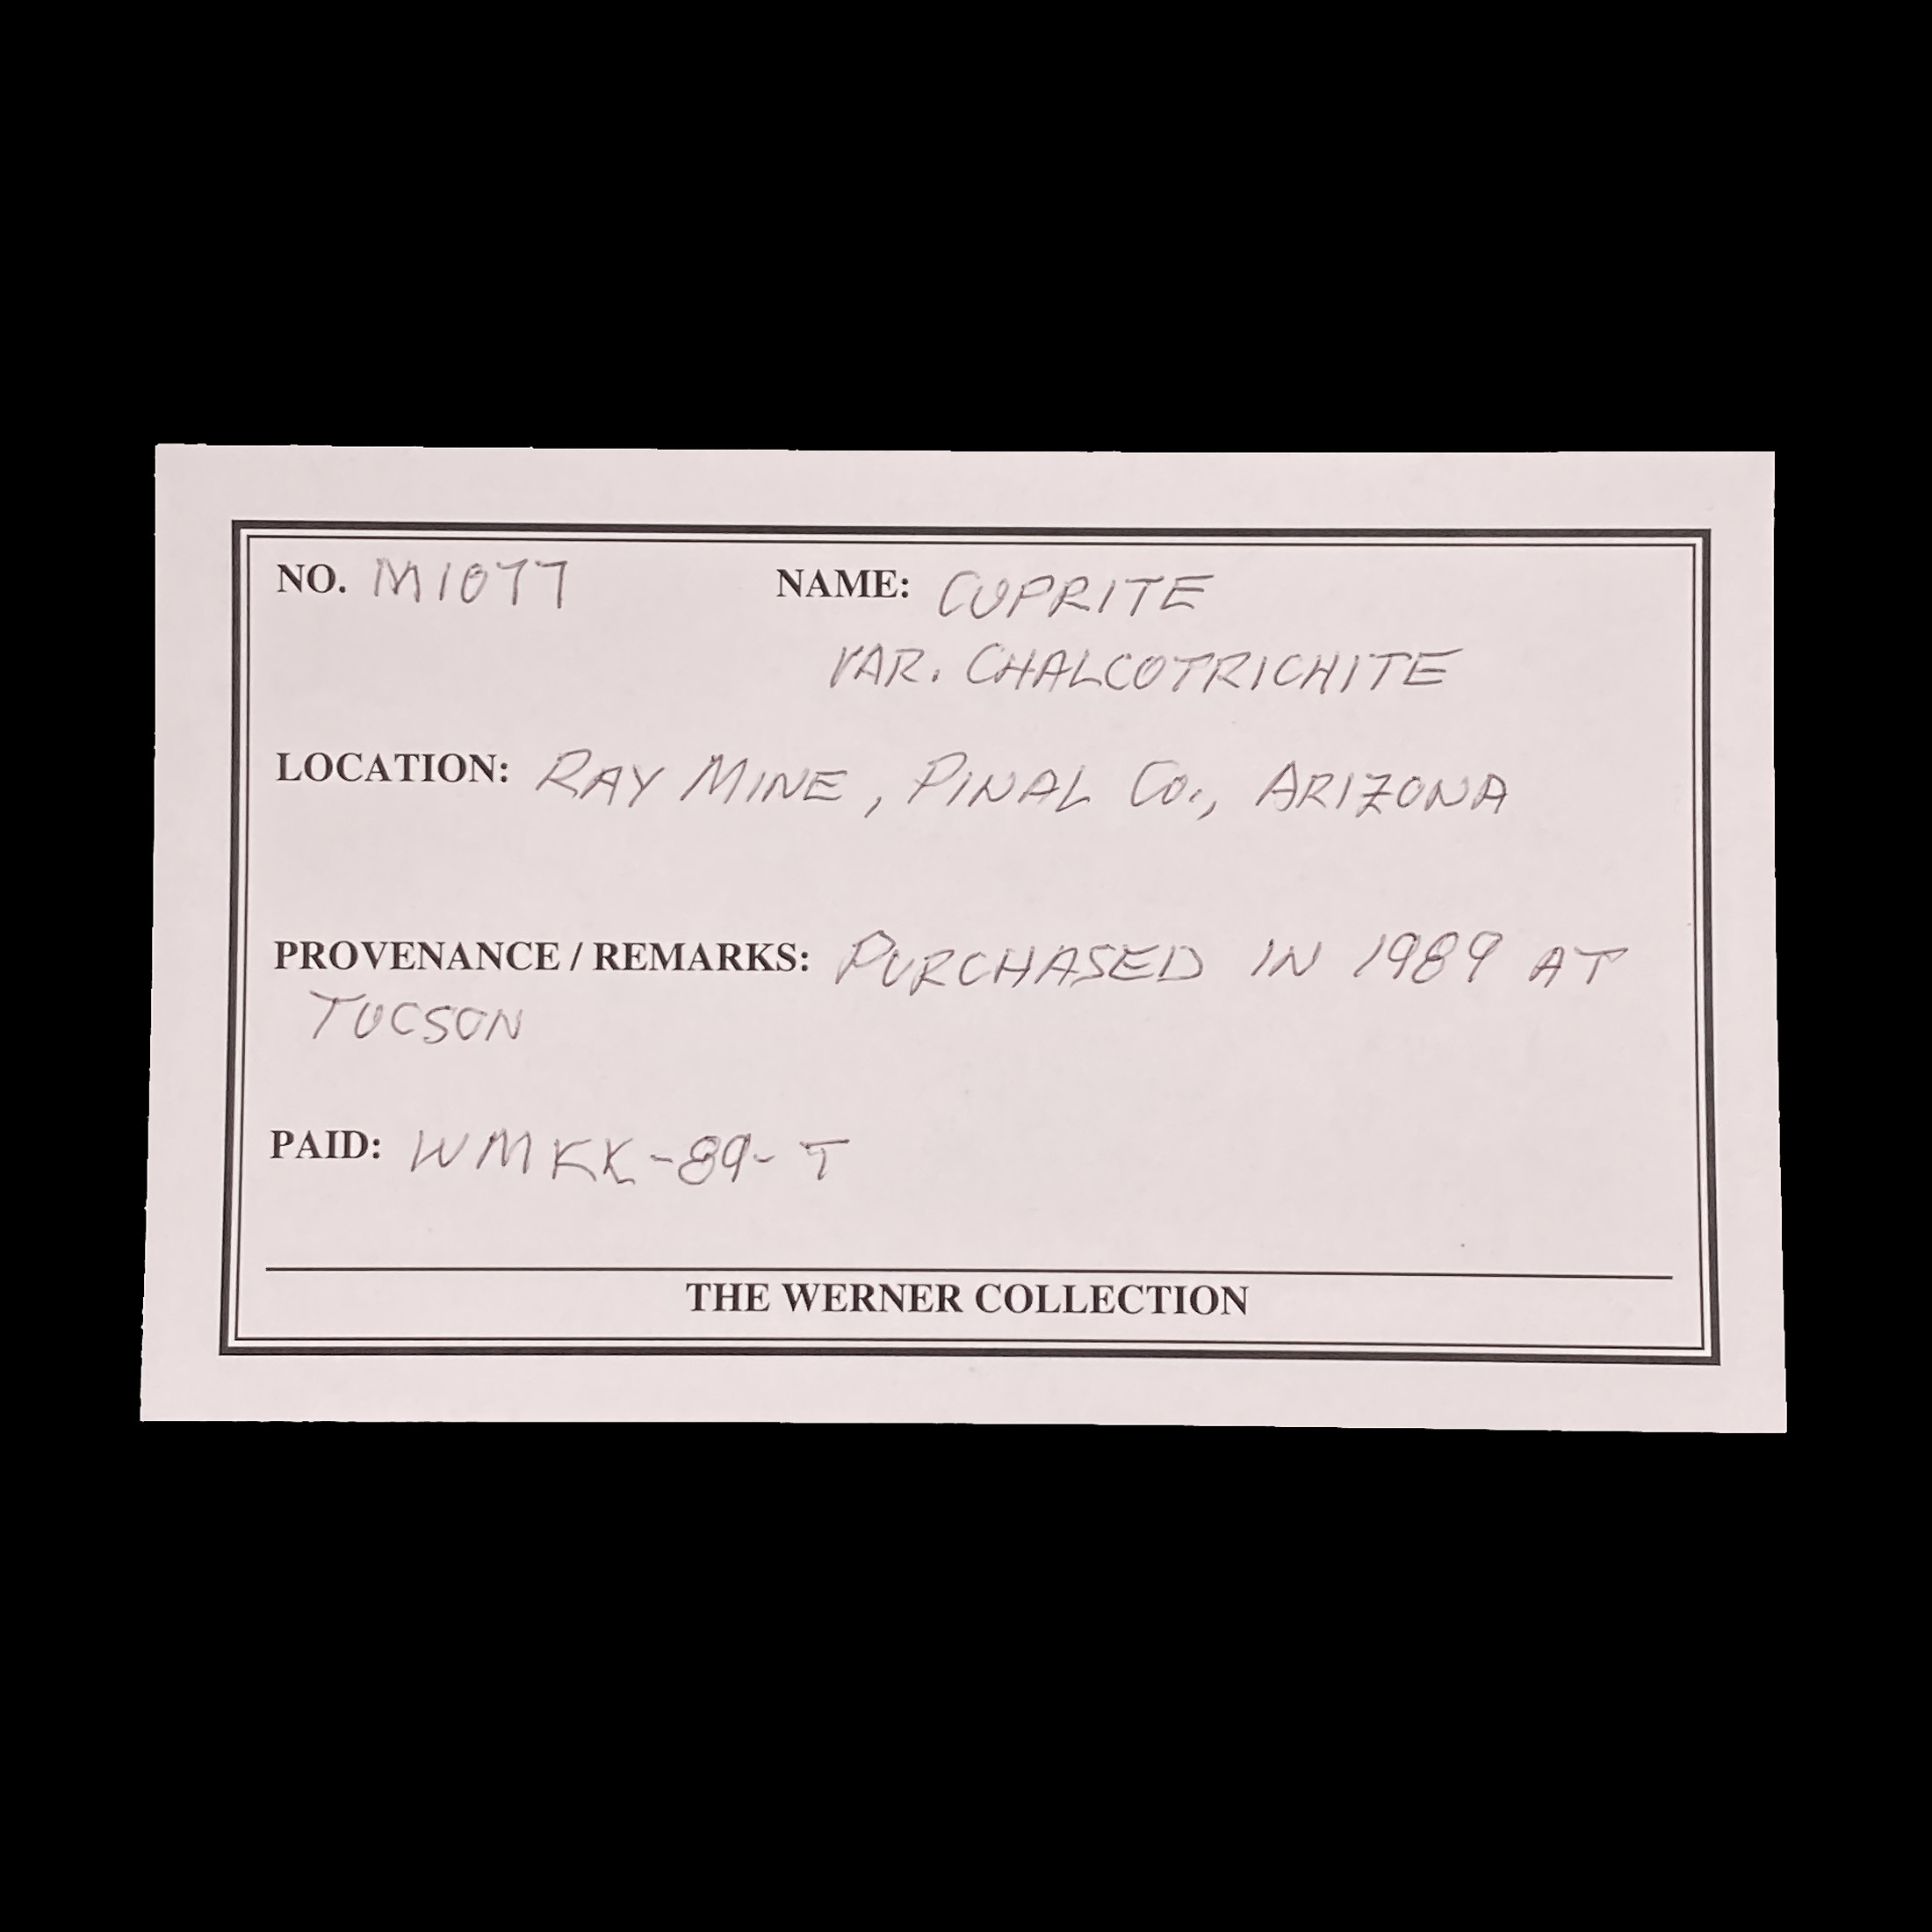 NO. M1077 NAME: CUPRITE
VAR. CHALCOTRICHITE
LOCATION: RAY MINE, PINAL CO., ARIZONA
PROVENANCE / REMARKS: PURCHASED IN 1989 AT
TUCSON
PAID: WMKK-89-T
THE WERNER COLLECTION